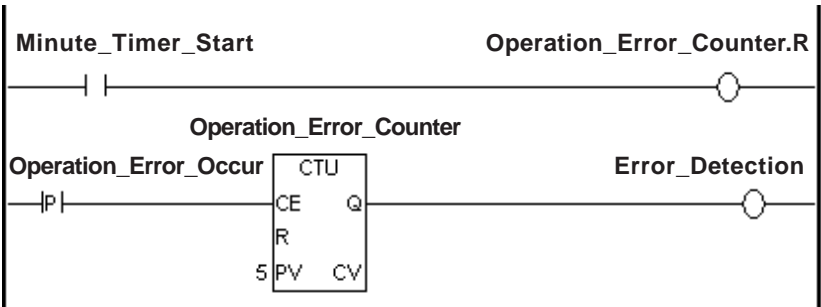 Minute_Timer_Start Operation_Error_Counter.R
Operation_Error_Counter
Operation_Error_Occur CTU Error_Detection
P CE Q
R
5 PV CV